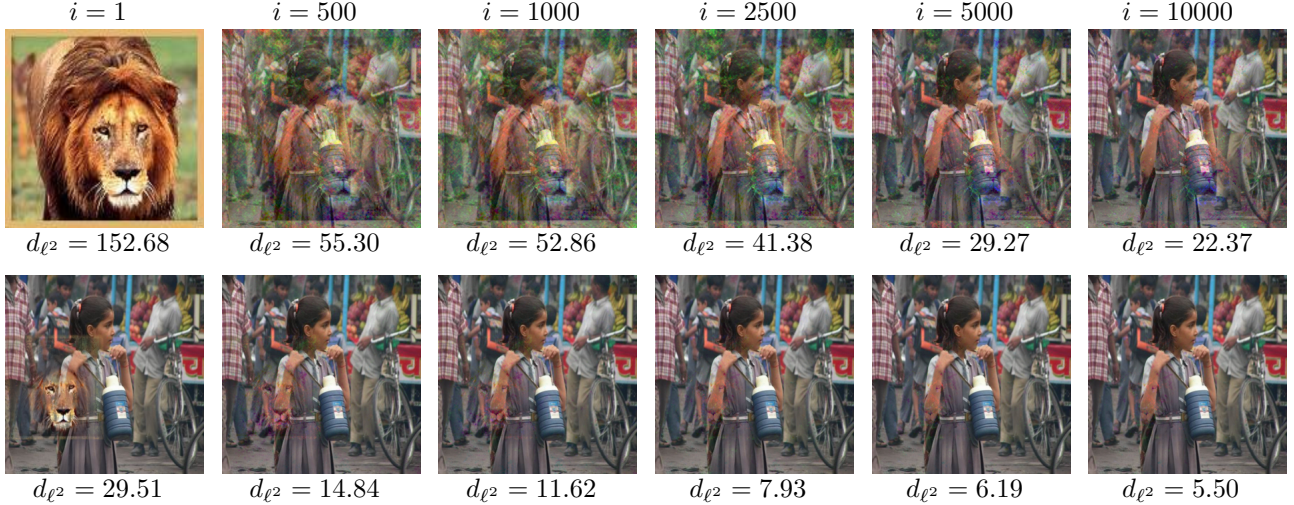 i = 1 i = 500 i = 1000 i = 2500 i = 5000 i = 10000
च
d_{ℓ²} = 152.68 d_{ℓ²} = 55.30 d_{ℓ²} = 52.86 d_{ℓ²} = 41.38 d_{ℓ²} = 29.27 d_{ℓ²} = 22.37
d_{ℓ²} = 29.51 d_{ℓ²} = 14.84 d_{ℓ²} = 11.62 d_{ℓ²} = 7.93 d_{ℓ²} = 6.19 d_{ℓ²} = 5.50